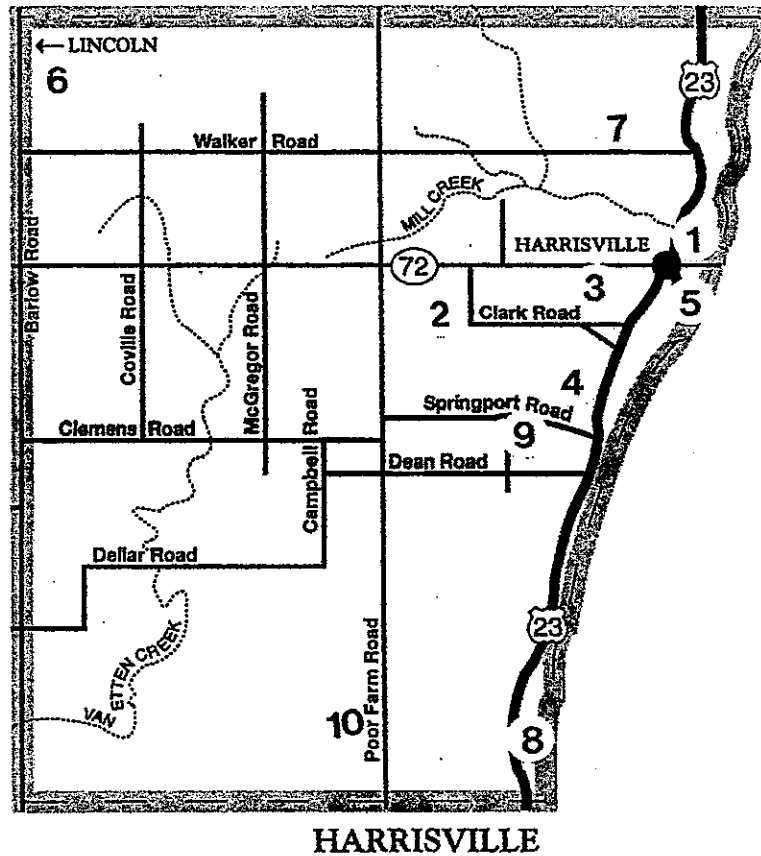 ← LINCOLN
6
23
7
Walker Road
MILL CREEK
1
HARRISVILLE
72
3
5
Barlow Road
Coville Road
McGregor Road
2
Clark Road
4
Campbell Road
Springport Road
Clemens Road
9
Dean Road
Dellar Road
23
VAN ETTEN CREEK
Poor Farm Road
10
8
HARRISVILLE